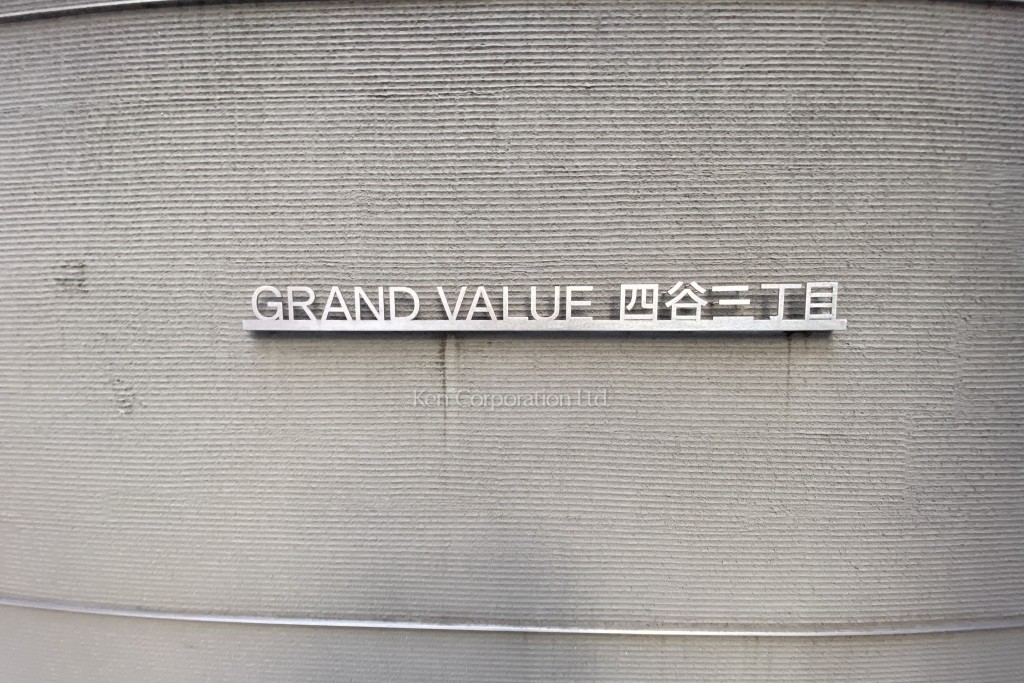 GRAND VALUE 四谷三丁目
Ken Corporation Ltd.